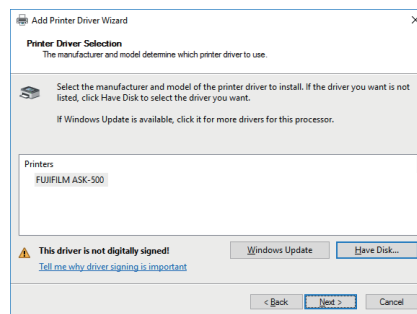 Add Printer Driver Wizard
Printer Driver Selection
The manufacturer and model determine which printer driver to use.
Select the manufacturer and model of the printer driver to install. If the driver you want is not
listed, click Have Disk to select the driver you want.
If Windows Update is available, click it for more drivers for this processor.
Printers
FUJIFILM ASK-500
This driver is not digitally signed!
Tell me why driver signing is important
Windows Update
Have Disk...
< Back
Next >
Cancel